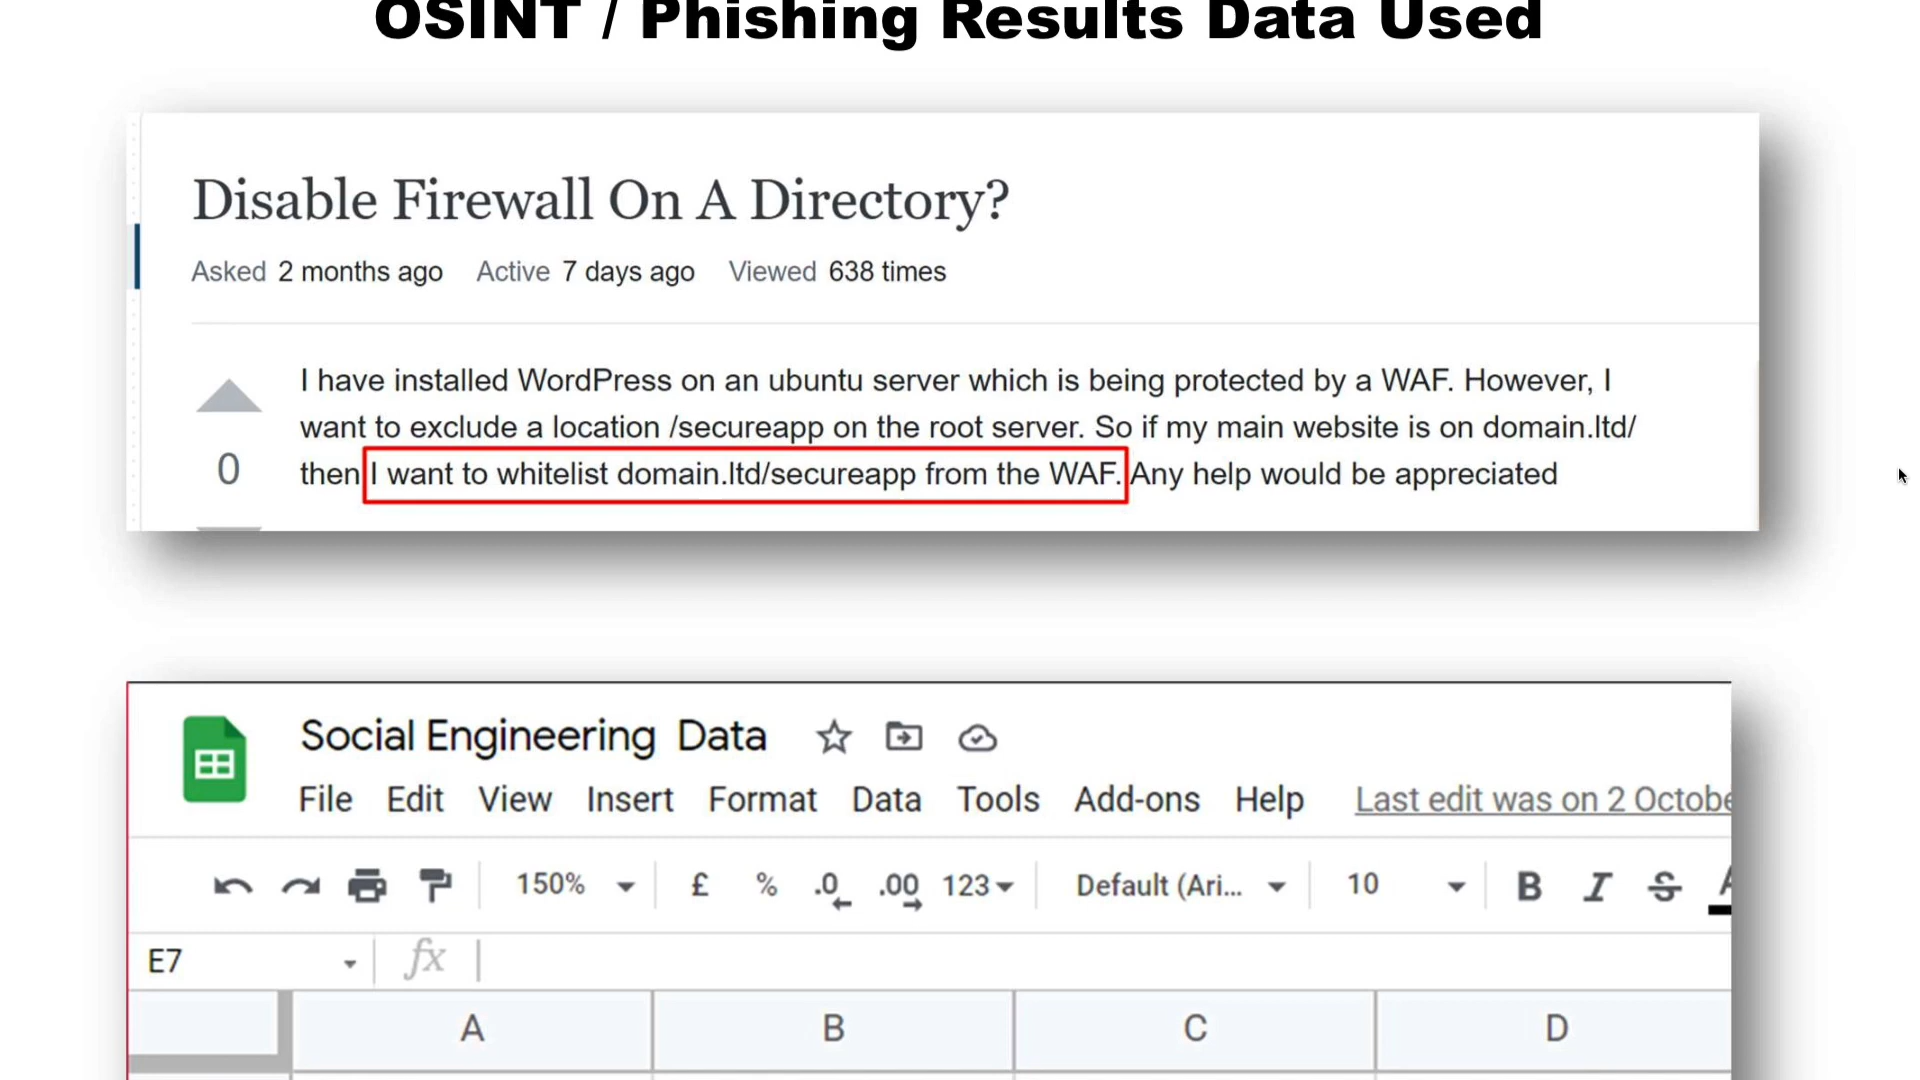 OSINT / Phishing Results Data Used
Disable Firewall On A Directory?
Asked 2 months ago Active 7 days ago Viewed 638 times
I have installed WordPress on an ubuntu server which is being protected by a WAF. However, I
want to exclude a location /secureapp on the root server. So if my main website is on domain.ltd/
0
then I want to whitelist domain.ltd/secureapp from the WAF. Any help would be appreciated
Social Engineering Data
File Edit View Insert Format Data Tools Add-ons Help Last edit was on 2 Octobe
150% £ % .0 .00 123 Default (Ari... 10 B I S A
E7 fx
A B C D